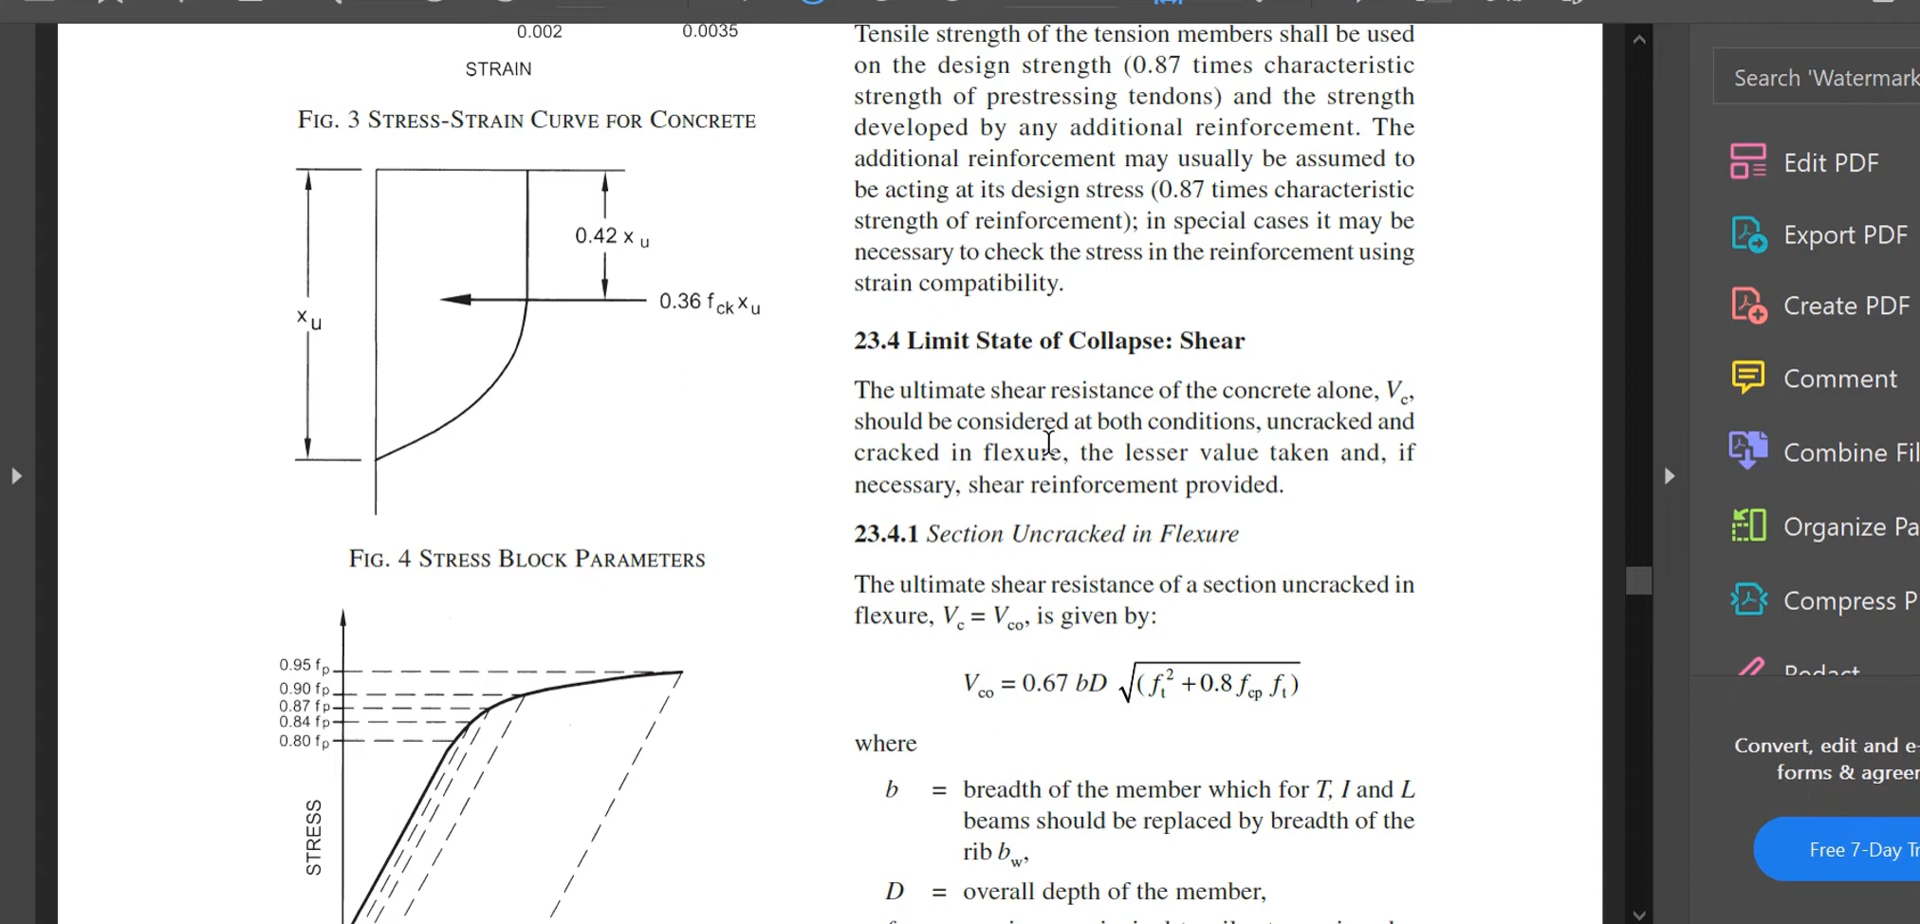 0.002 0.0035
STRAIN
FIG. 3 STRESS-STRAIN CURVE FOR CONCRETE
0.42 x u
0.36 f ck x u
x u
FIG. 4 STRESS BLOCK PARAMETERS
0.95 fp
0.90 fp
0.87 fp
0.84 fp
0.80 fp
STRESS
Tensile strength of the tension members shall be used
on the design strength (0.87 times characteristic
strength of prestressing tendons) and the strength
developed by any additional reinforcement. The
additional reinforcement may usually be assumed to
be acting at its design stress (0.87 times characteristic
strength of reinforcement); in special cases it may be
necessary to check the stress in the reinforcement using
strain compatibility.
23.4 Limit State of Collapse: Shear
The ultimate shear resistance of the concrete alone, Vc,
should be considered at both conditions, uncracked and
cracked in flexure, the lesser value taken and, if
necessary, shear reinforcement provided.
23.4.1 Section Uncracked in Flexure
The ultimate shear resistance of a section uncracked in
flexure, Vc = Vco, is given by:
Vco = 0.67 bD √(ft² +0.8 fcp ft)
where
b = breadth of the member which for T, I and L
beams should be replaced by breadth of the
rib bw,
D = overall depth of the member,
Search 'Watermark
Edit PDF
Export PDF
Create PDF
Comment
Combine Fil
Organize Pa
Compress P
Redact
Convert, edit and e-
forms & agreer
Free 7-Day Tr